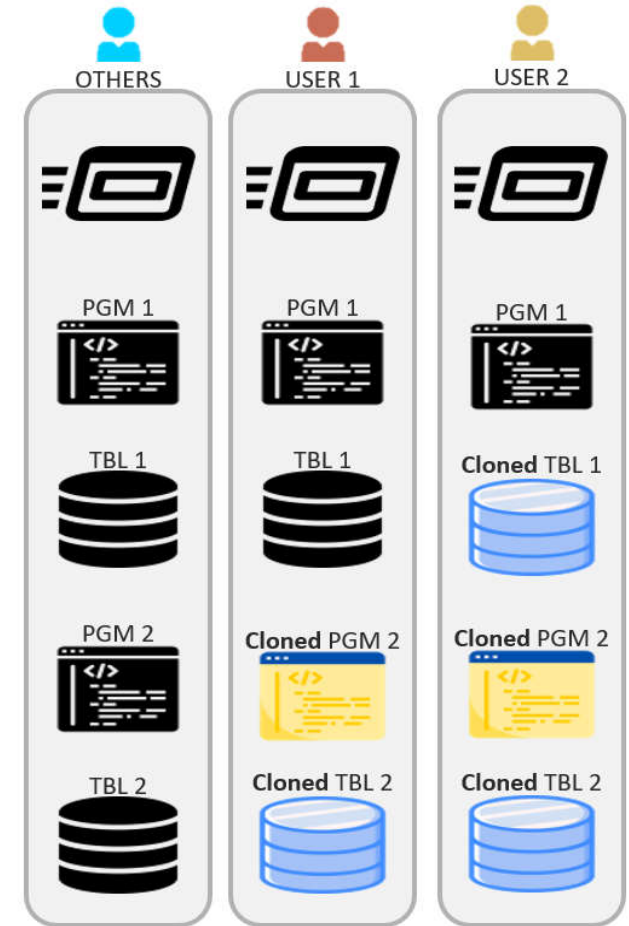 OTHERS
USER 1
USER 2
PGM 1
PGM 1
PGM 1
</>
</>
</>
TBL 1
TBL 1
Cloned TBL 1
PGM 2
Cloned PGM 2
Cloned PGM 2
</>
</>
</>
TBL 2
Cloned TBL 2
Cloned TBL 2